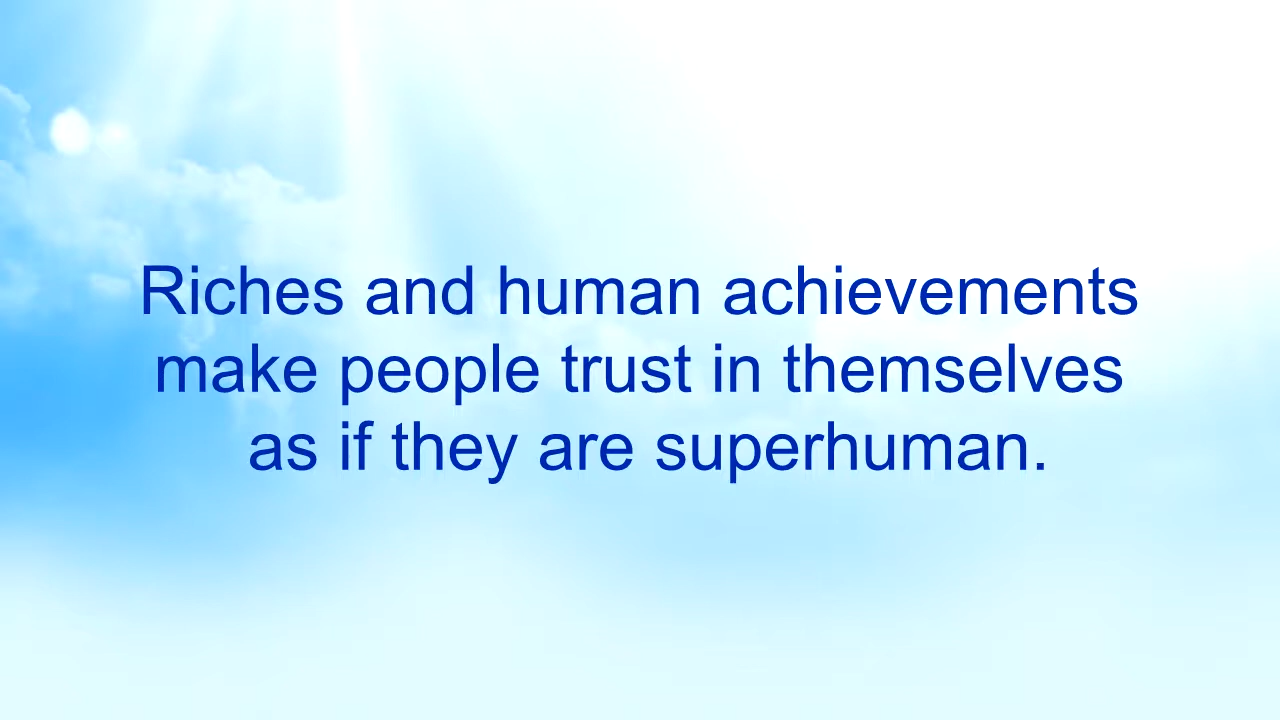 Riches and human achievements
make people trust in themselves
as if they are superhuman.